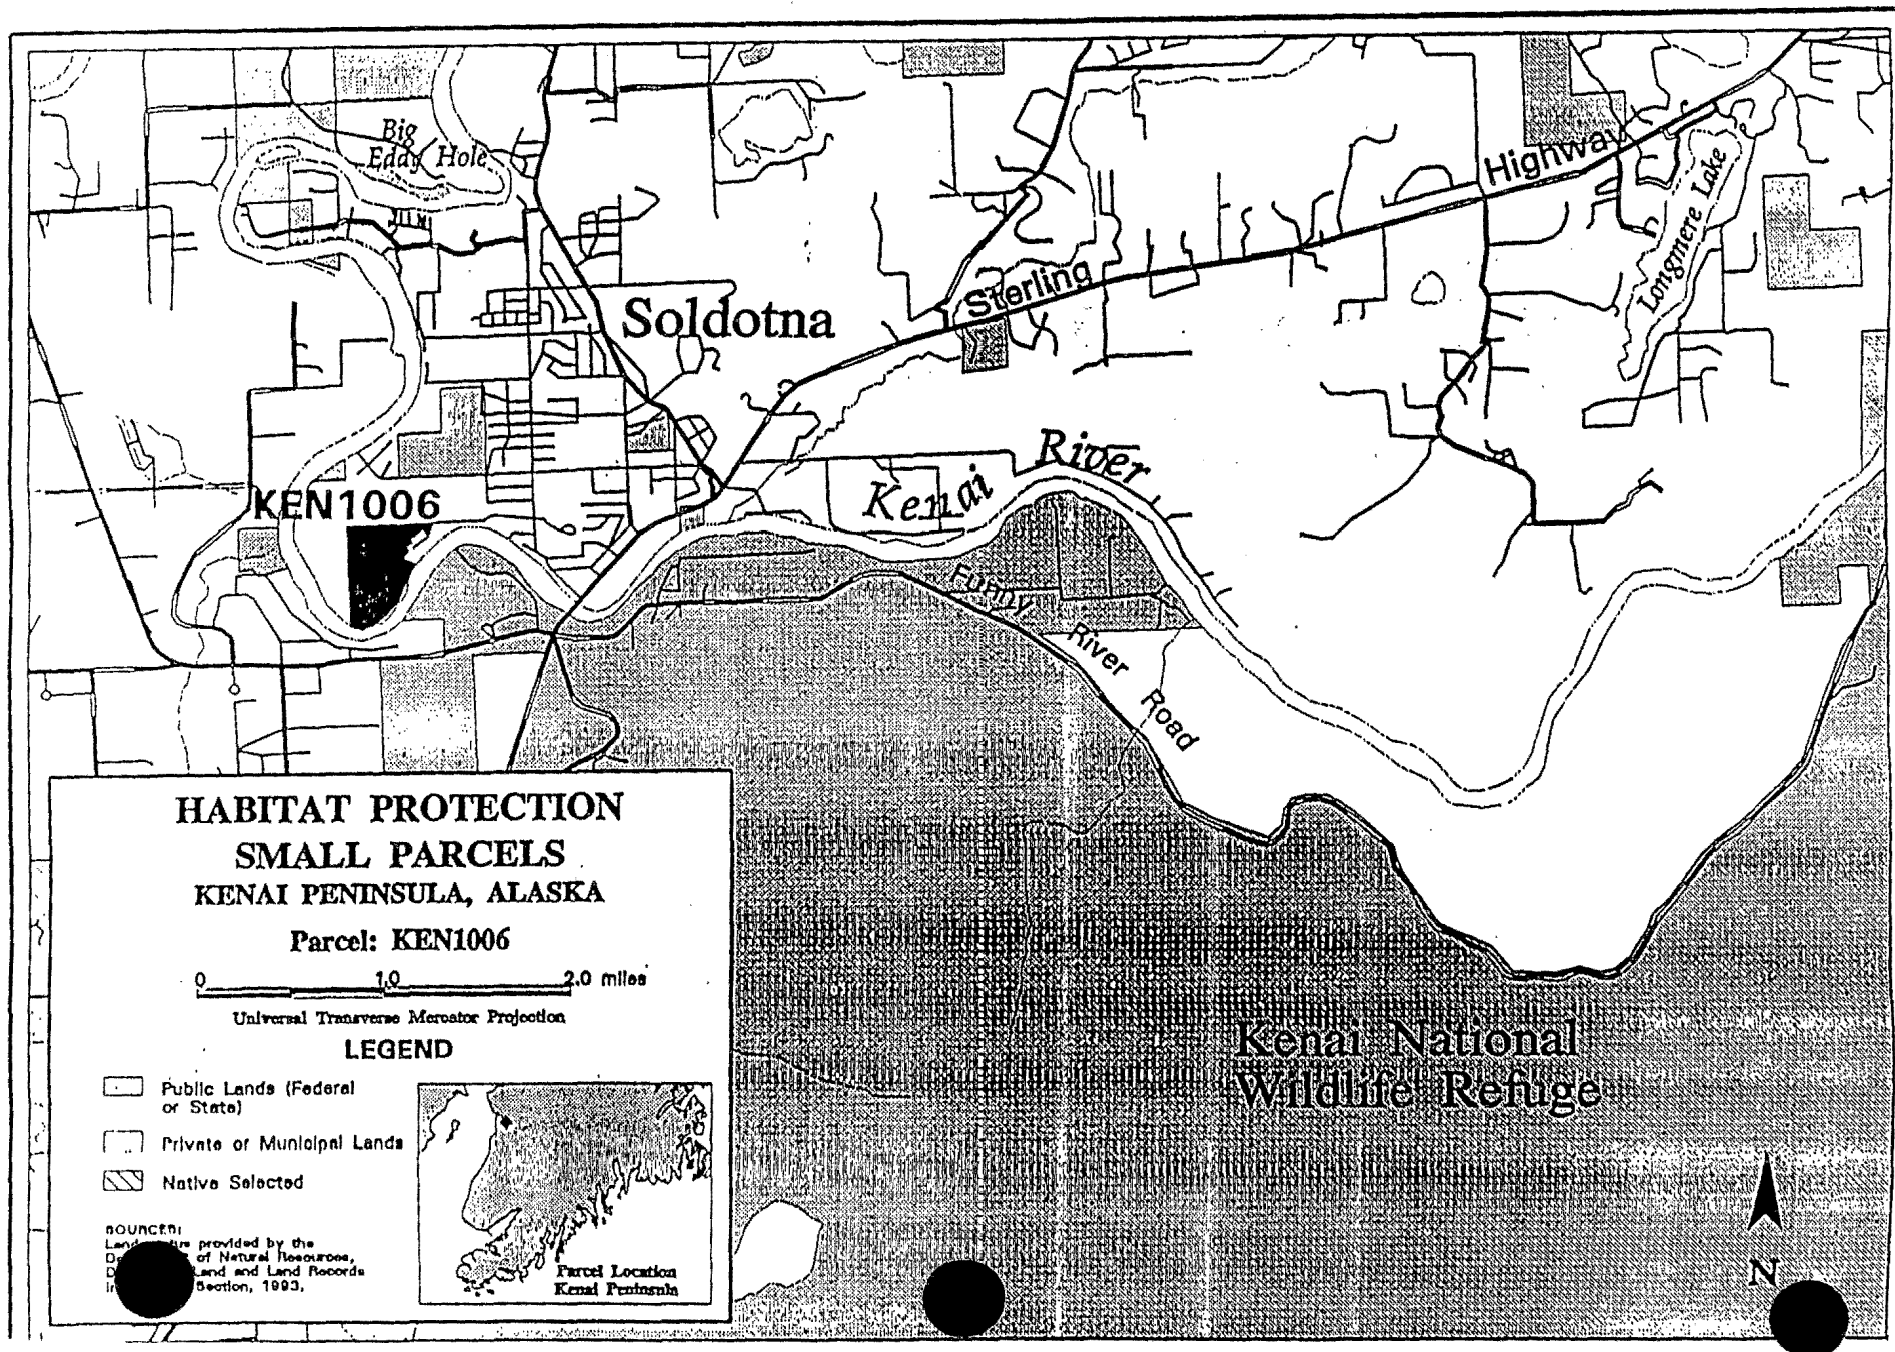 Big
Eddy Hole
Highway
Longmere Lake
Sterling
Soldotna
River
Kenai
KEN1006
Funny
River
Road
HABITAT PROTECTION
SMALL PARCELS
KENAI PENINSULA, ALASKA
Parcel: KEN1006
0 1.0 2.0 miles
Universal Transverse Mercator Projection
LEGEND
Public Lands (Federal
or State)
Private or Municipal Lands
Native Selected
Kenai National
Wildlife Refuge
provided by the
of Natural Resources,
Land and Land Records
Section, 1993.
Parcel Location
Kenai Peninsula
N